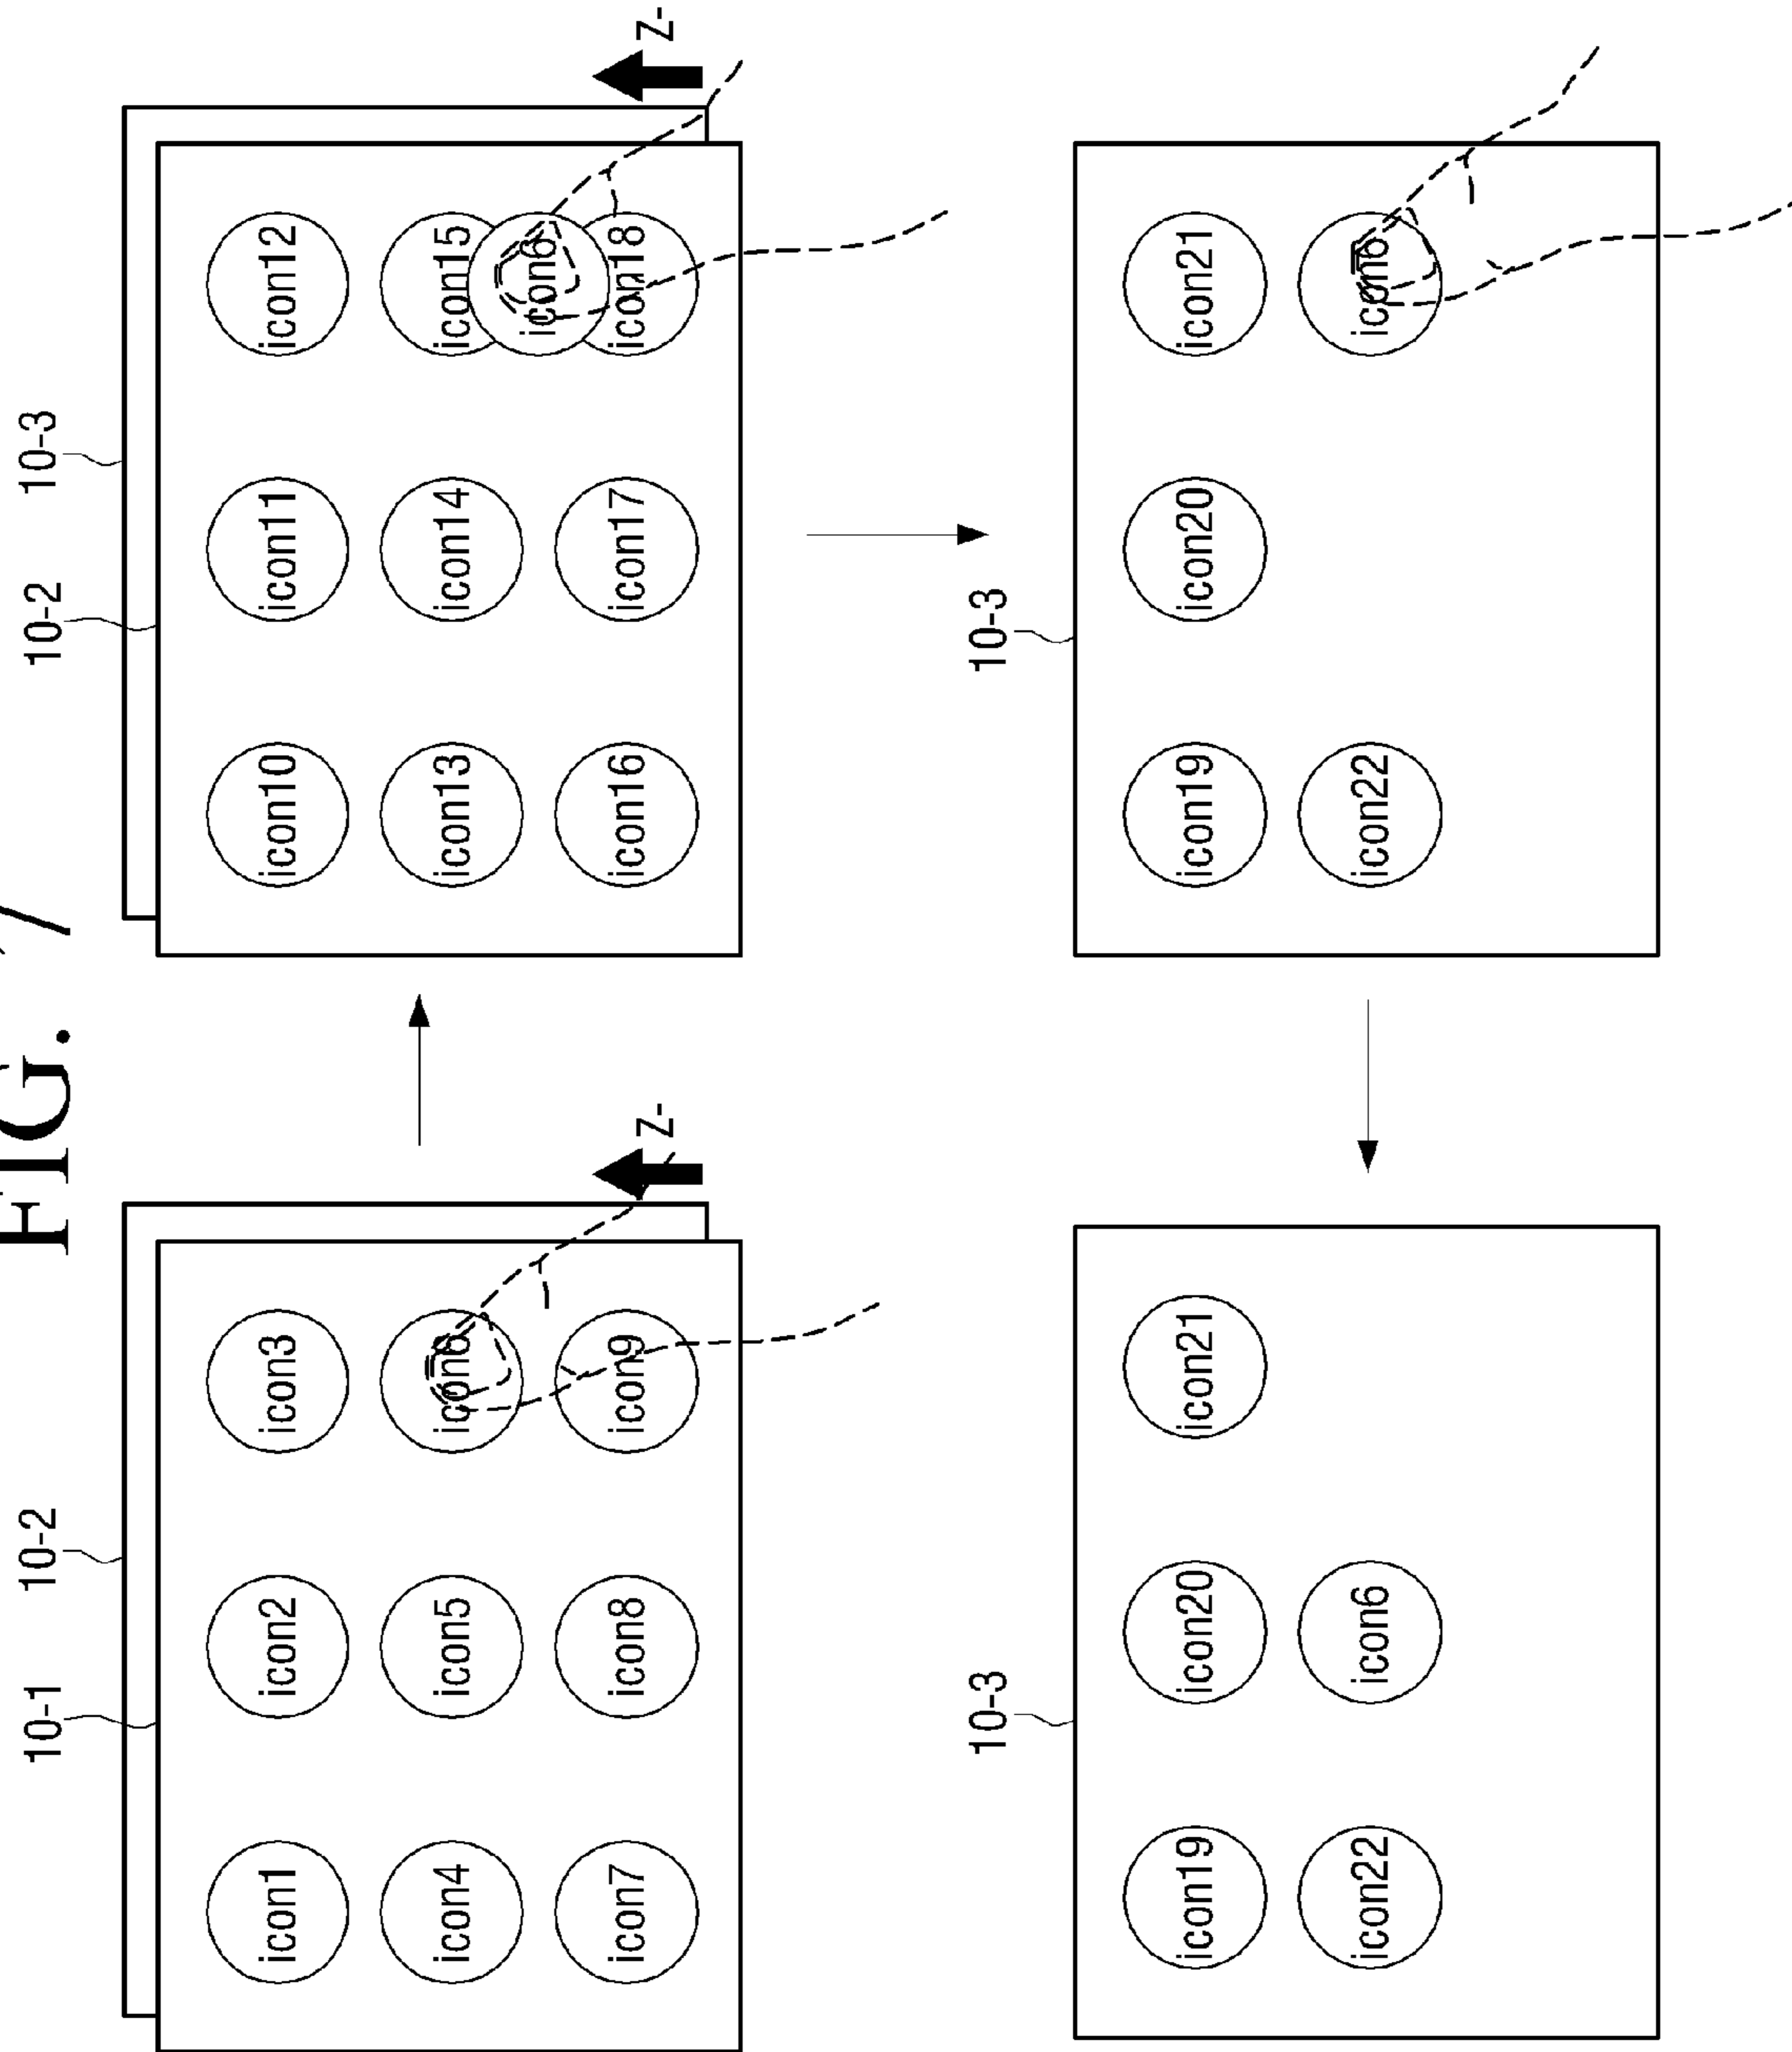 FIG. 7
10-1
10-2
icon1 icon2 icon3
icon4 icon5 icon6
icon7 icon8 icon9
Z-
10-2
10-3
icon10 icon11 icon12
icon13 icon14 icon15
icon6
icon16 icon17 icon18
Z-
10-3
icon19 icon20 icon21
icon22 icon6
10-3
icon19 icon20 icon21
icon22 icon6